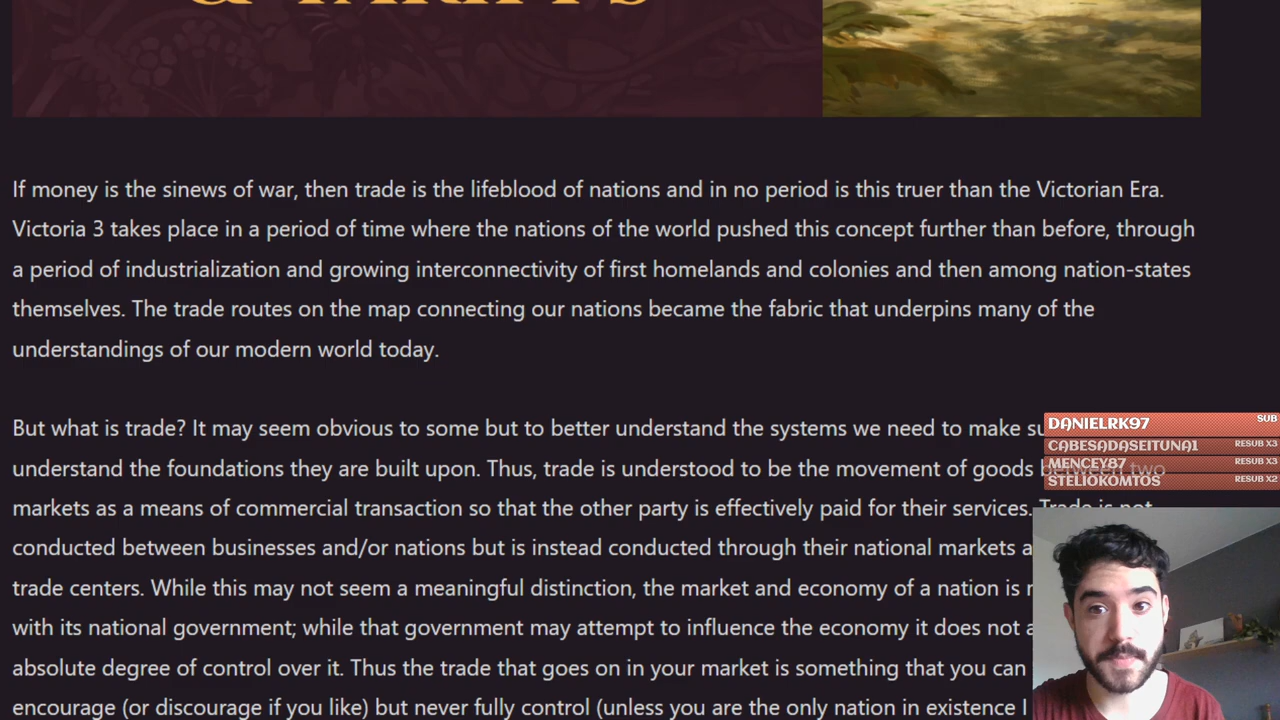 If money is the sinews of war, then trade is the lifeblood of nations and in no period is this truer than the Victorian Era.
Victoria 3 takes place in a period of time where the nations of the world pushed this concept further than before, through
a period of industrialization and growing interconnectivity of first homelands and colonies and then among nation-states
themselves. The trade routes on the map connecting our nations became the fabric that underpins many of the
understandings of our modern world today.
But what is trade? It may seem obvious to some but to better understand the systems we need to make
understand the foundations they are built upon. Thus, trade is understood to be the movement of goods between two
markets as a means of commercial transaction so that the other party is effectively paid for their services. Trade is not
conducted between businesses and/or nations but is instead conducted through their national markets
trade centers. While this may not seem a meaningful distinction, the market and economy of a nation is
with its national government; while that government may attempt to influence the economy it does not
absolute degree of control over it. Thus the trade that goes on in your market is something that you can
encourage (or discourage if you like) but never fully control (unless you are the only nation in existence
DANIELRK97 SUB
CABESADASEITUNA1 RESUB X3
MENCEY87 RESUB X3
STELIOKOMTOS RESUB X2